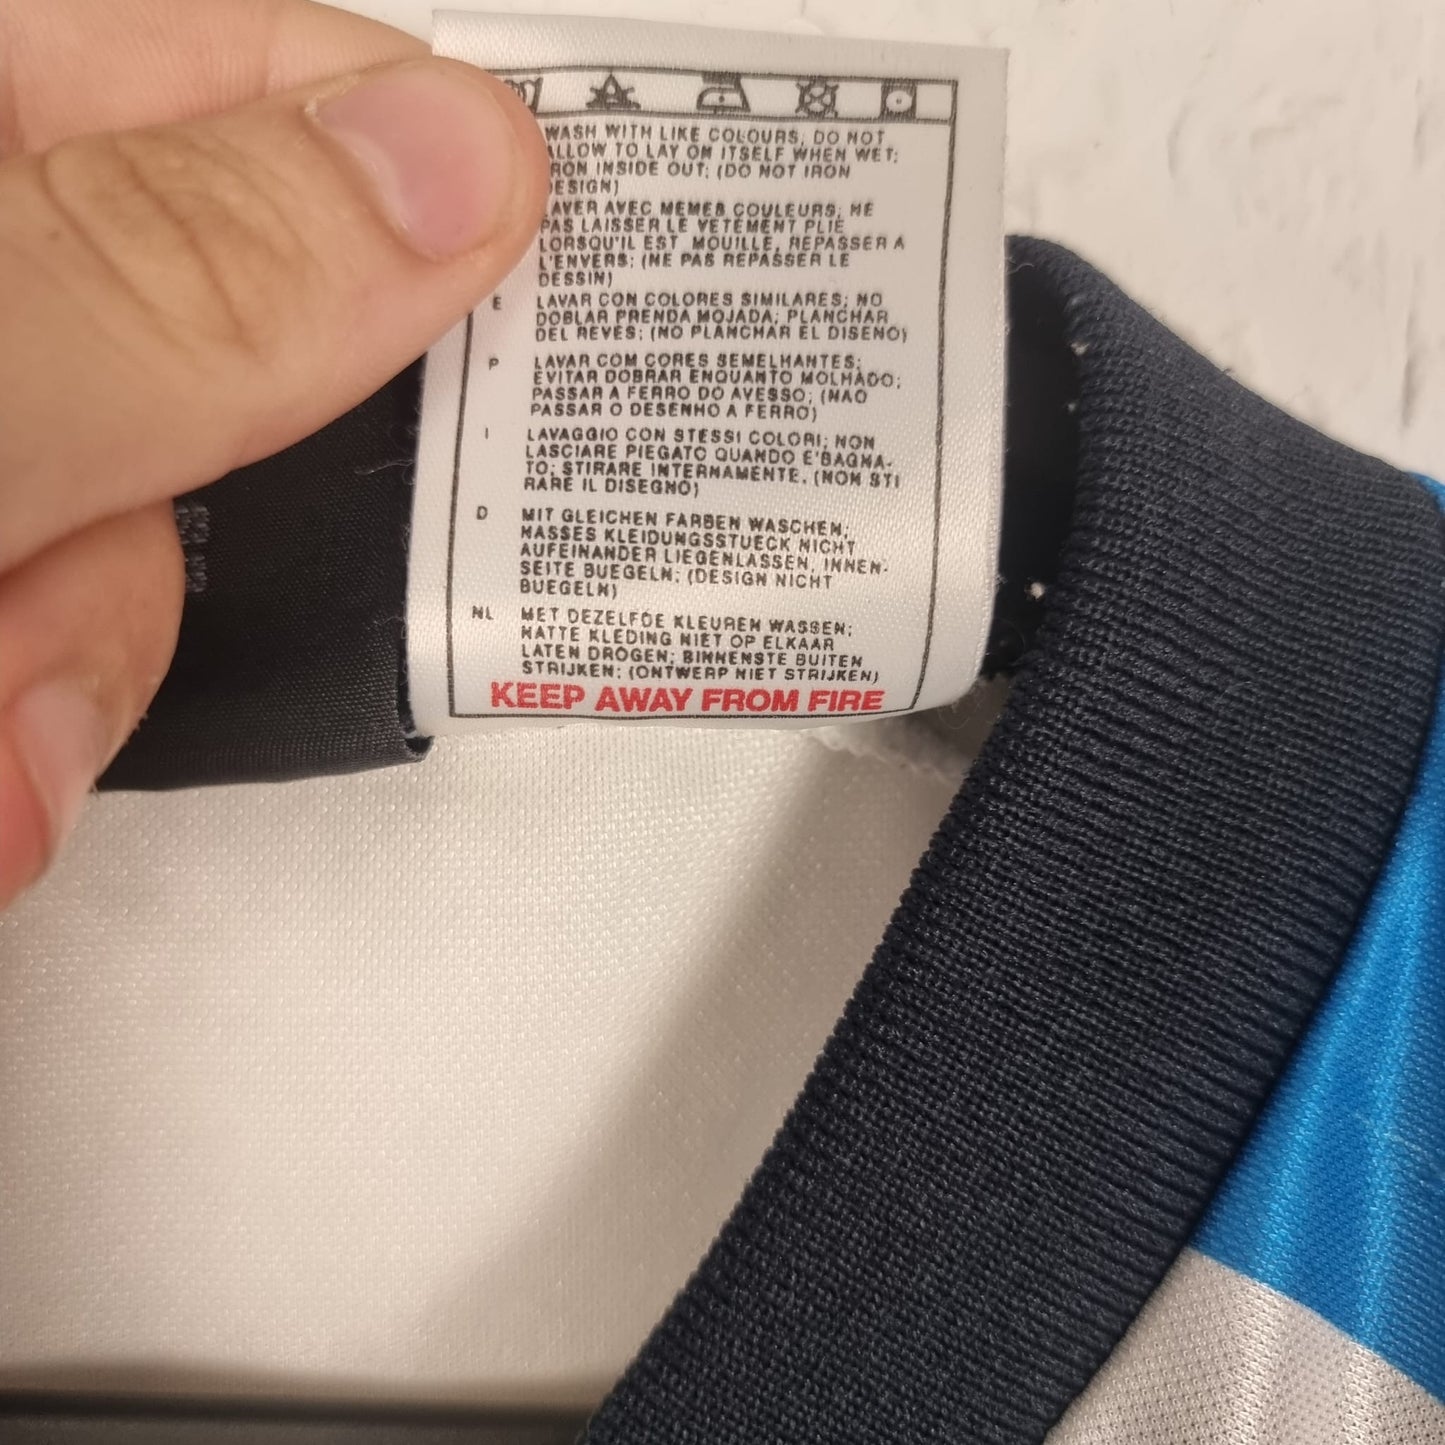 WASH WITH LIKE COLOURS; DO NOT
ALLOW TO LAY ON ITSELF WHEN WET;
IRON INSIDE OUT; (DO NOT IRON
DESIGN)
LAVER AVEC MEMES COULEURS; NE
PAS LAISSER LE VETEMENT PLIE
LORSQU'IL EST MOUILLE, REPASSER A
L'ENVERS; (NE PAS REPASSER LE
DESSIN)
E LAVAR CON COLORES SIMILARES; NO
DOBLAR PRENDA MOJADA; PLANCHAR
DEL REVES; (NO PLANCHAR EL DISENO)
P LAVAR COM CORES SEMELHANTES;
EVITAR DOBRAR ENQUANTO MOLHADO;
PASSAR A FERRO DO AVESSO; (NAO
PASSAR O DESENHO A FERRO)
I LAVAGGIO CON STESSI COLORI; NON
LASCIARE PIEGATO QUANDO E'BAGNA-
TO; STIRARE INTERNAMENTE. (NON STI
RARE IL DISEGNO)
D MIT GLEICHEN FARBEN WASCHEN;
NASSES KLEIDUNGSSTUECK NICHT
AUFEINANDER LIEGENLASSEN, INNEN-
SEITE BUEGELN; (DESIGN NICHT
BUEGELN)
NL MET DEZELFDE KLEUREN WASSEN;
NATTE KLEDING NIET OP ELKAAR
LATEN DROGEN; BINNENSTE BUITEN
STRIJKEN; (ONTWERP NIET STRIJKEN)
KEEP AWAY FROM FIRE